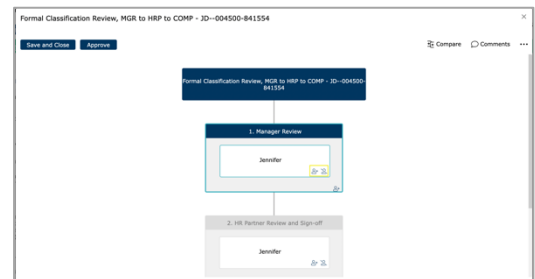 Formal Classification Review, MGR to HRP to COMP - JD--004500-841554
Save and Close
Approve
Compare
Comments
Formal Classification Review, MGR to HRP to COMP - JD--004500-
841554
1. Manager Review
Jennifer
2. HR Partner Review and Sign-off
Jennifer